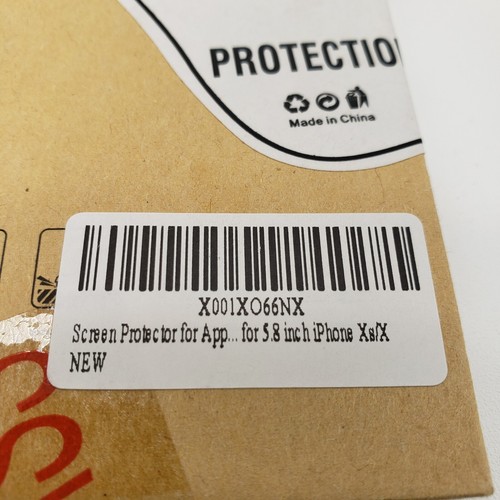 PROTECTIO
Made in China
X001XO66NX
Screen Protector for App... for 5.8 inch iPhone Xs/X
NEW